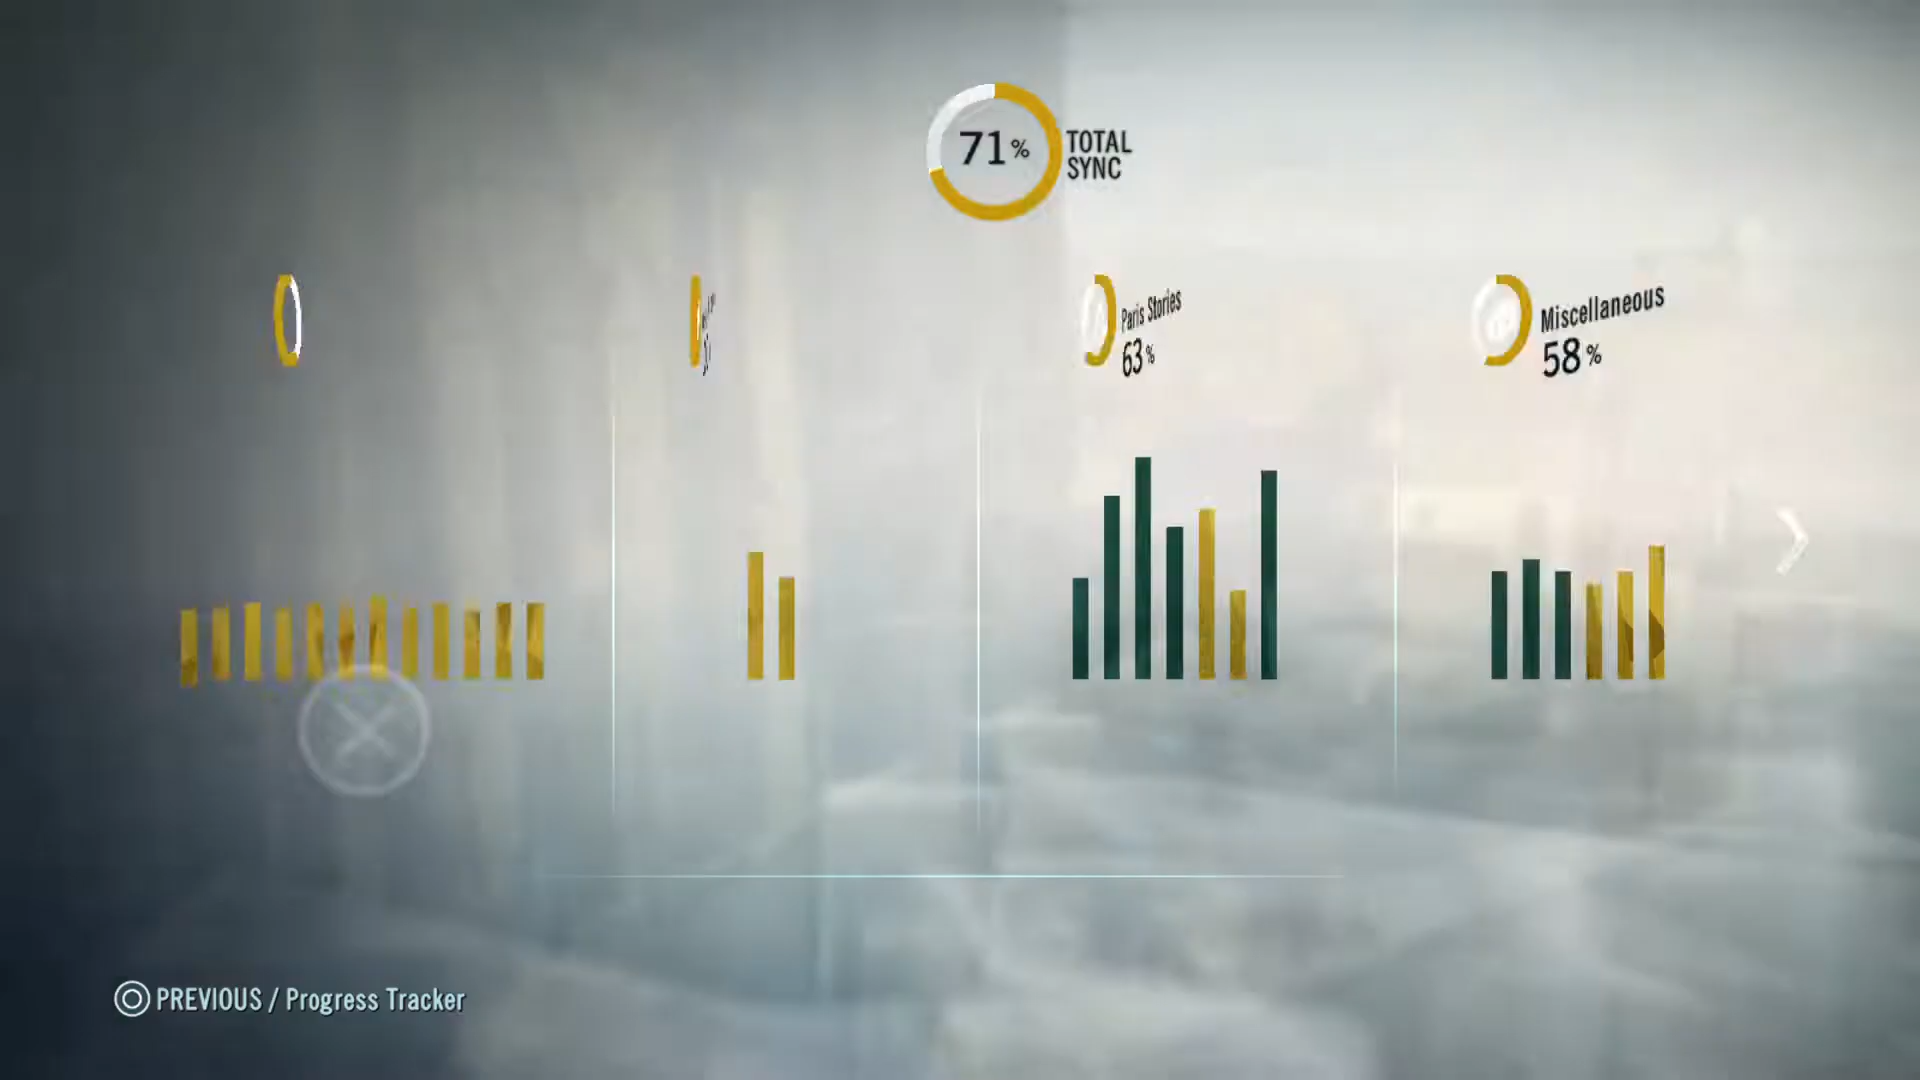 71%
TOTAL
SYNC
Paris Stories
63%
Miscellaneous
58%
PREVIOUS / Progress Tracker